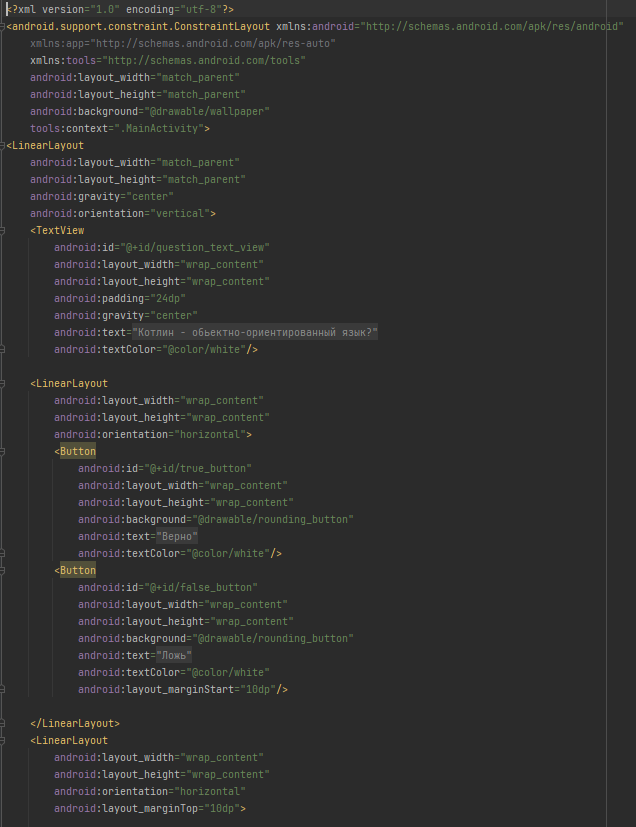 <?xml version="1.0" encoding="utf-8"?>
<android.support.constraint.ConstraintLayout xmlns:android="http://schemas.android.com/apk/res/android"
    xmlns:app="http://schemas.android.com/apk/res-auto"
    xmlns:tools="http://schemas.android.com/tools"
    android:layout_width="match_parent"
    android:layout_height="match_parent"
    android:background="@drawable/wallpaper"
    tools:context=".MainActivity">
<LinearLayout
    android:layout_width="match_parent"
    android:layout_height="match_parent"
    android:gravity="center"
    android:orientation="vertical">
    <TextView
        android:id="@+id/question_text_view"
        android:layout_width="wrap_content"
        android:layout_height="wrap_content"
        android:padding="24dp"
        android:gravity="center"
        android:text="Котлин - обьектно-ориентированный язык?"
        android:textColor="@color/white"/>
    <LinearLayout
        android:layout_width="wrap_content"
        android:layout_height="wrap_content"
        android:orientation="horizontal">
        <Button
            android:id="@+id/true_button"
            android:layout_width="wrap_content"
            android:layout_height="wrap_content"
            android:background="@drawable/rounding_button"
            android:text="Верно"
            android:textColor="@color/white"/>
        <Button
            android:id="@+id/false_button"
            android:layout_width="wrap_content"
            android:layout_height="wrap_content"
            android:background="@drawable/rounding_button"
            android:text="Ложь"
            android:textColor="@color/white"
            android:layout_marginStart="10dp"/>
    </LinearLayout>
    <LinearLayout
        android:layout_width="wrap_content"
        android:layout_height="wrap_content"
        android:orientation="horizontal"
        android:layout_marginTop="10dp">